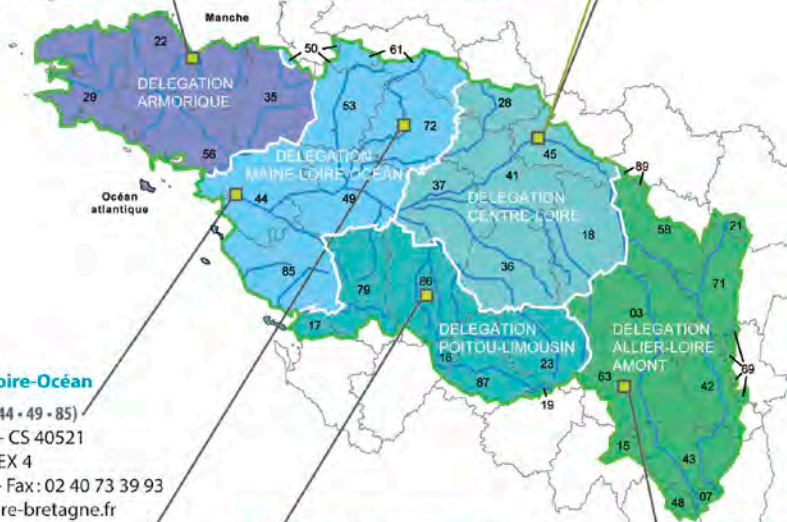 Manche
22
50
61
DELEGATION
ARMORIQUE
29
35
53
28
72
56
DELEGATION
MAINE-LOIRE-OCÉAN
45
41
89
37
Océan
atlantique
44
49
DELEGATION
CENTRE-LOIRE
18
58
21
85
79
86
36
71
03
17
DELEGATION
POITOU-LIMOUSIN
DELEGATION
ALLIER-LOIRE
AMONT
16
23
69
63
42
87
19
15
43
48
07
oire-Océan
44 • 49 • 85)
- CS 40521
EX 4
- Fax : 02 40 73 39 93
re-bretagne.fr